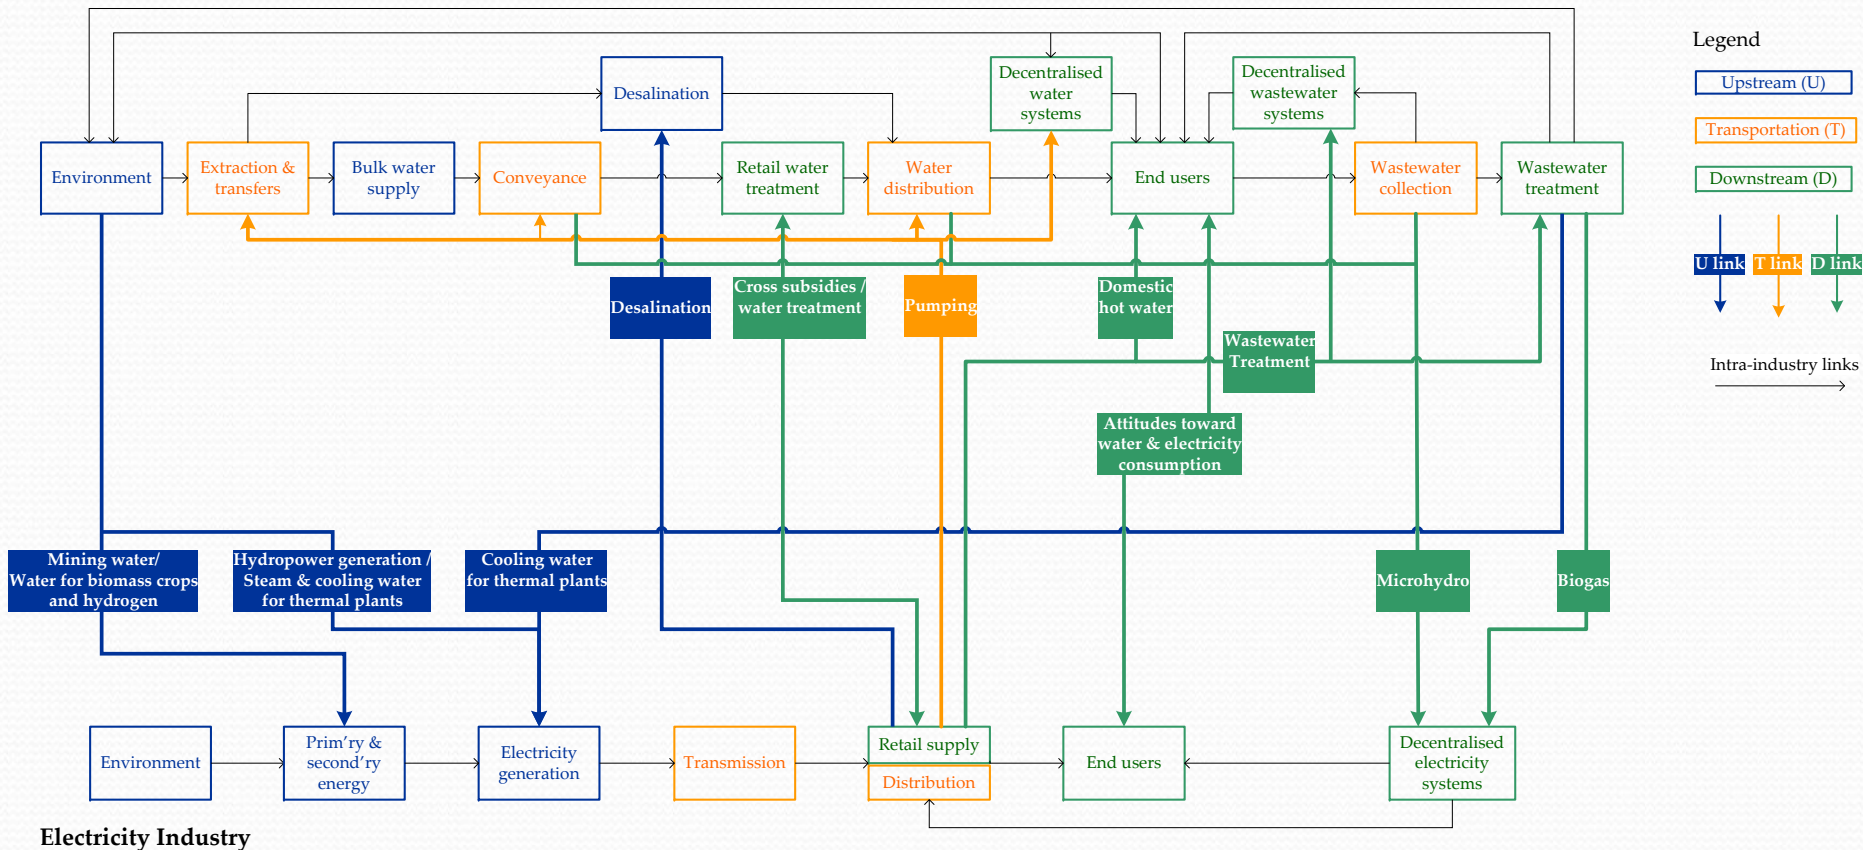 Legend
Upstream (U)
Transportation (T)
Downstream (D)
U link
T link
D link
Intra-industry links
Desalination
Decentralised
water
systems
Decentralised
wastewater
systems
Environment
Extraction &
transfers
Bulk water
supply
Conveyance
Retail water
treatment
Water
distribution
End users
Wastewater
collection
Wastewater
treatment
Desalination
Cross subsidies /
water treatment
Pumping
Domestic
hot water
Wastewater
Treatment
Attitudes toward
water & electricity
consumption
Mining water/
Water for biomass crops
and hydrogen
Hydropower generation /
Steam & cooling water
for thermal plants
Cooling water
for thermal plants
Microhydro
Biogas
Environment
Prim'ry &
second'ry
energy
Electricity
generation
Transmission
Retail supply
Distribution
End users
Decentralised
electricity
systems
Electricity Industry